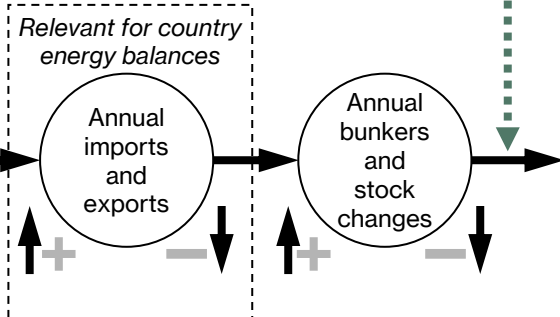 Relevant for country
energy balances
Annual
imports
and
exports
Annual
bunkers
and
stock
changes
+
−
+
−